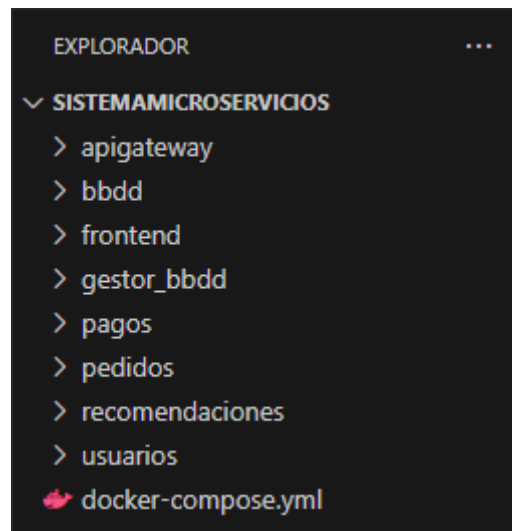 EXPLORADOR ...
SISTEMAMICROSERVICIOS
apigateway
bbdd
frontend
gestor_bbdd
pagos
pedidos
recomendaciones
usuarios
docker-compose.yml